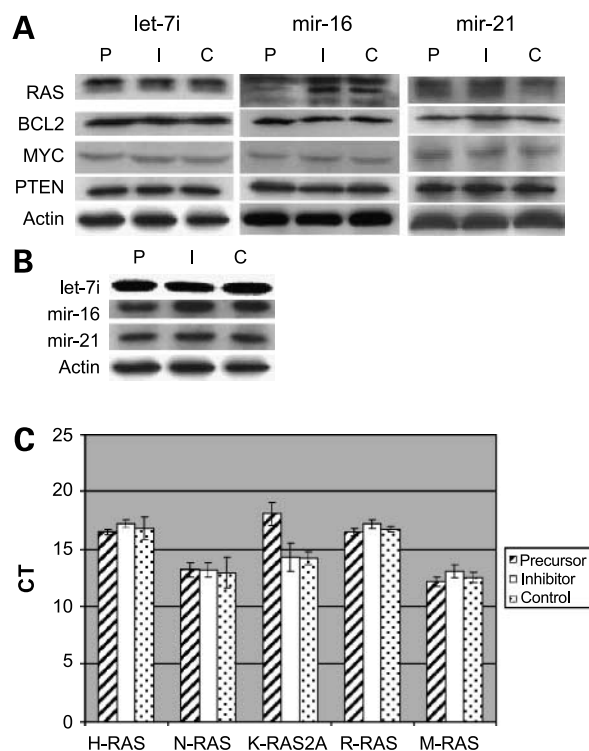 A
let-7i mir-16 mir-21
P I C P I C P I C
RAS
BCL2
MYC
PTEN
Actin
B
P I C
let-7i
mir-16
mir-21
Actin
C
25
20
15
10
5
0
CT
H-RAS N-RAS K-RAS2A R-RAS M-RAS
Precursor
Inhibitor
Control